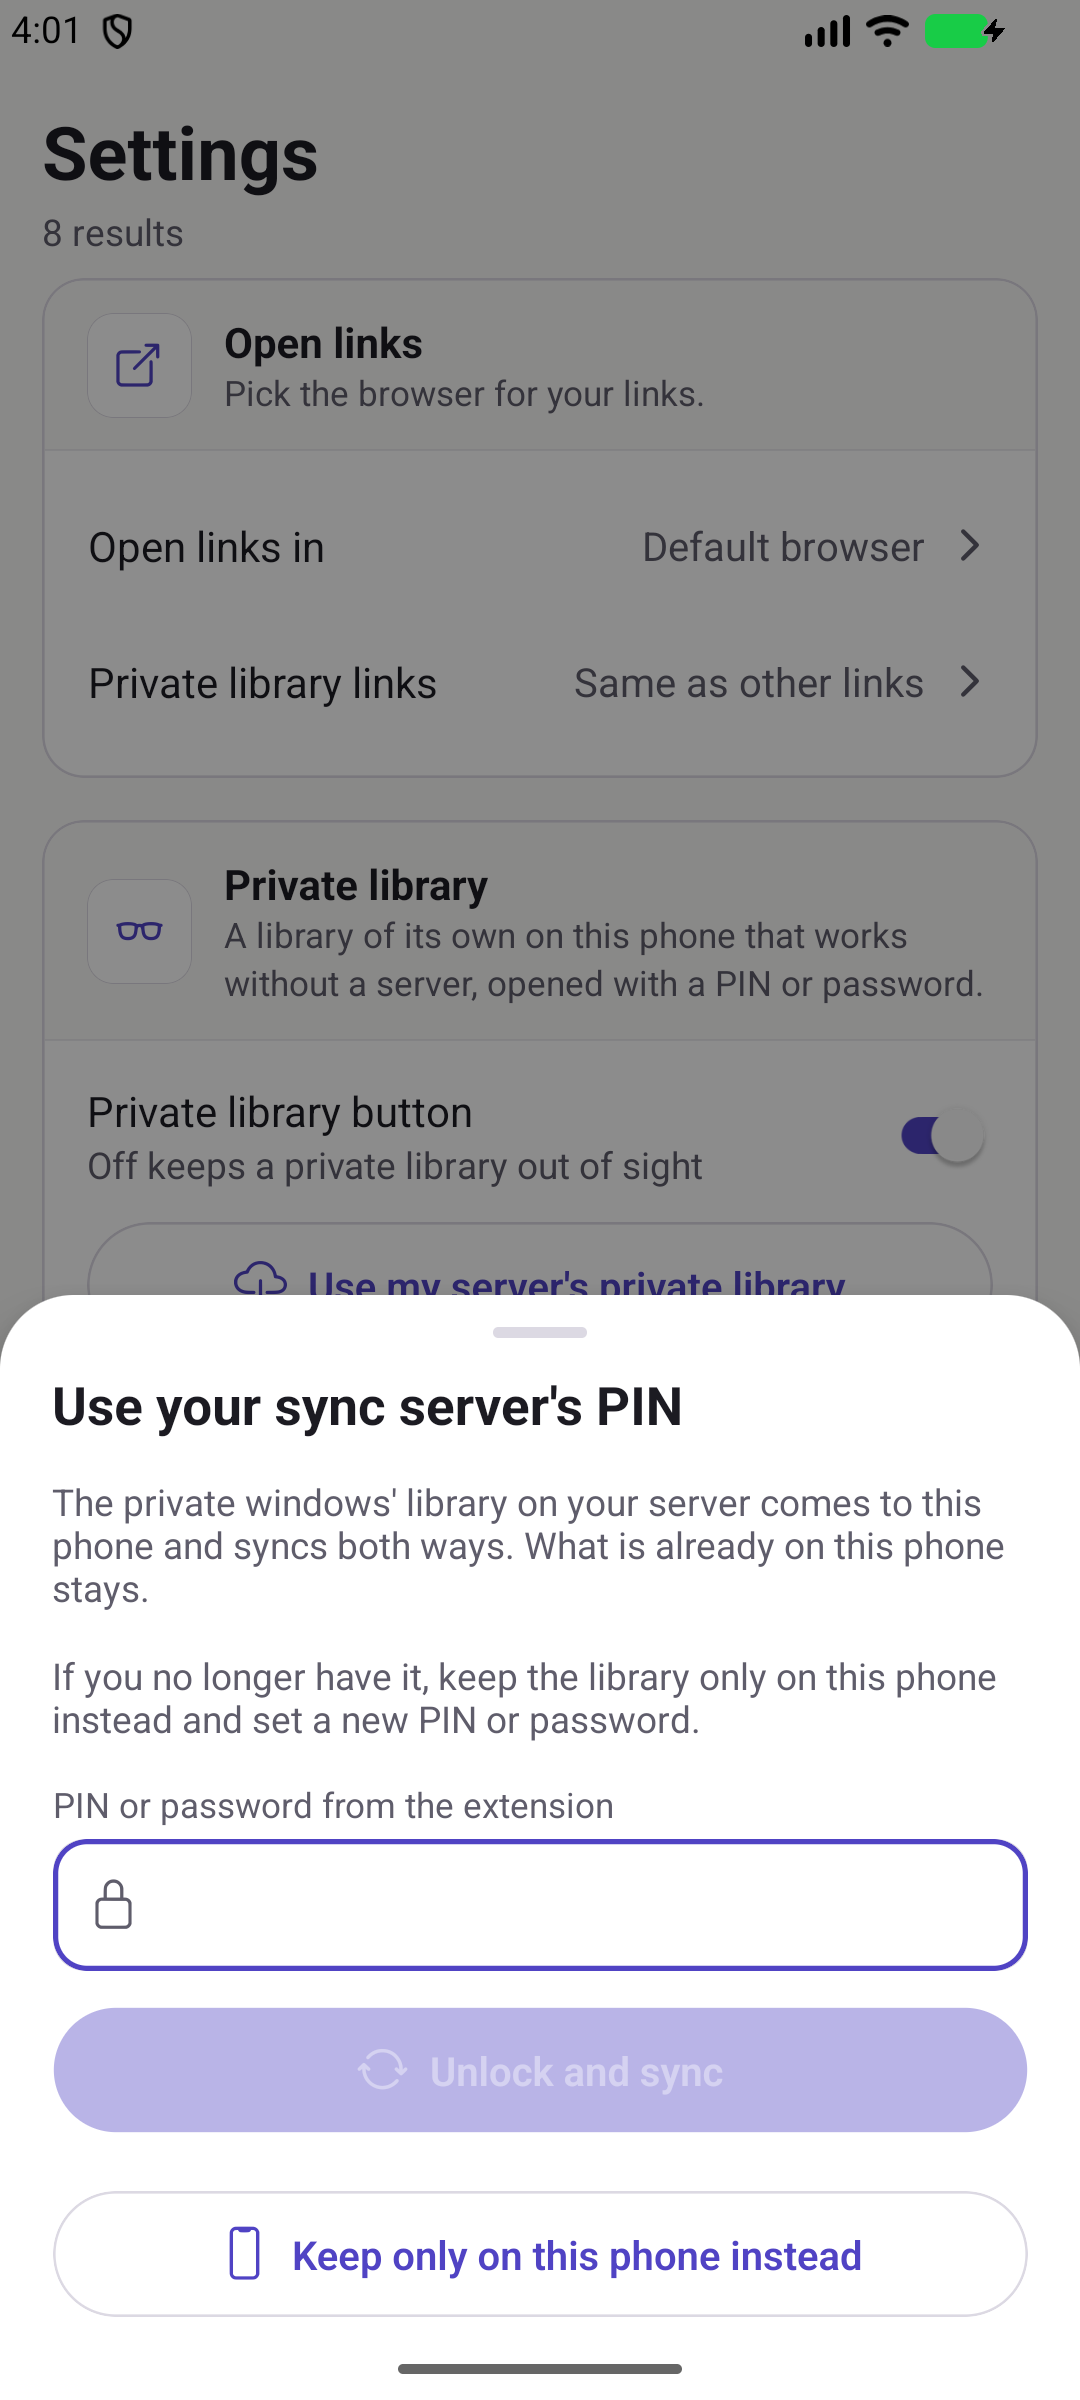 4:01
Settings
8 results
Open links
Pick the browser for your links.
Open links in
Default browser
Private library links
Same as other links
Private library
A library of its own on this phone that works
without a server, opened with a PIN or password.
Private library button
Off keeps a private library out of sight
Use my server's private library
Use your sync server's PIN
The private windows' library on your server comes to this
phone and syncs both ways. What is already on this phone
stays.
If you no longer have it, keep the library only on this phone
instead and set a new PIN or password.
PIN or password from the extension
Unlock and sync
Keep only on this phone instead